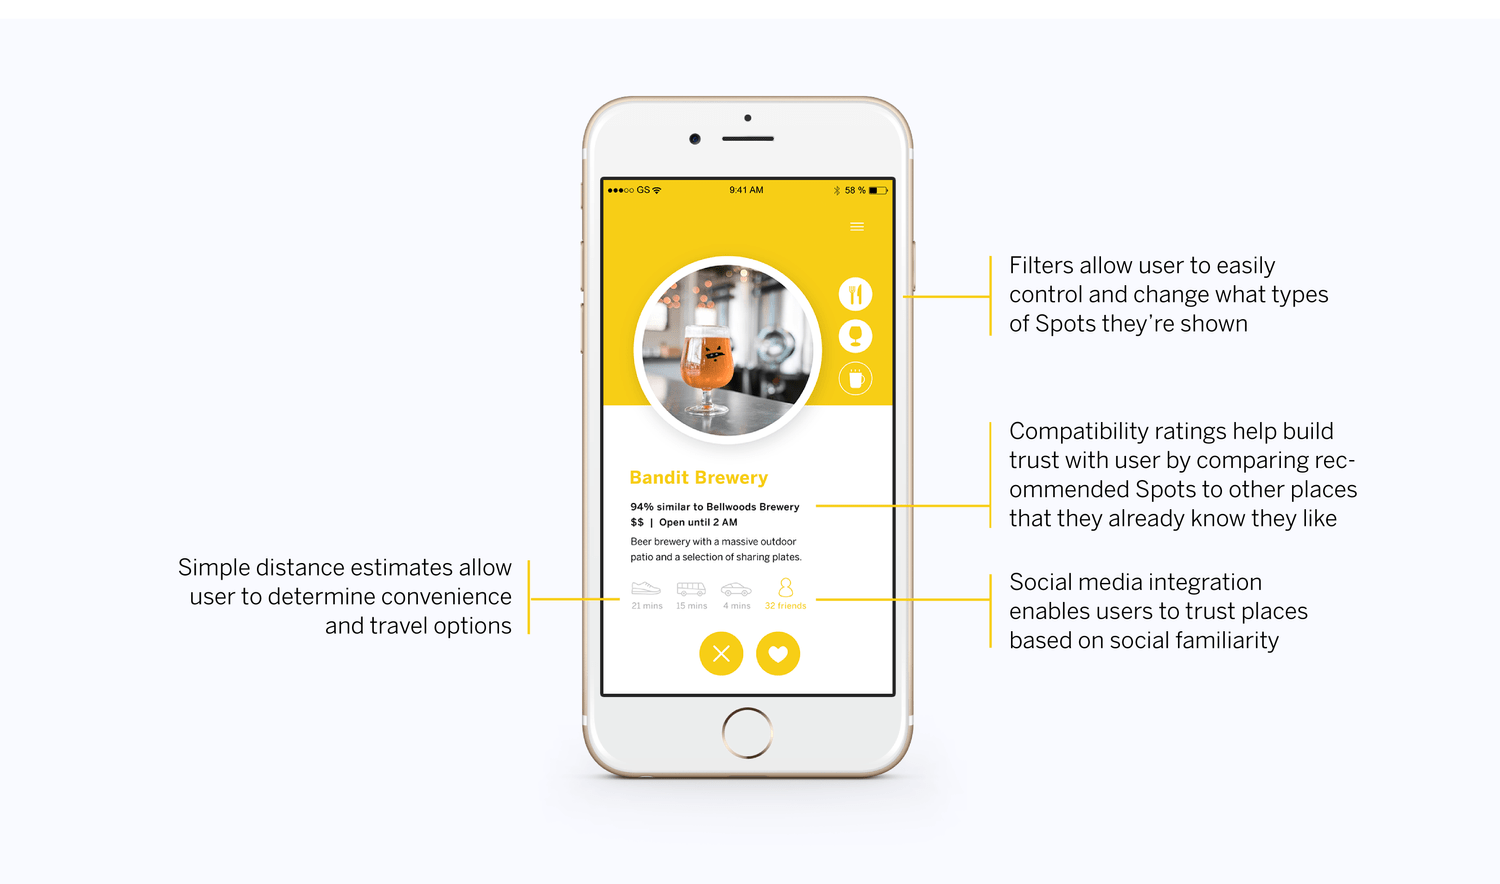 GS
9:41 AM
58 %
Filters allow user to easily
control and change what types
of Spots they’re shown
Bandit Brewery
94% similar to Bellwoods Brewery
$$ | Open until 2 AM
Beer brewery with a massive outdoor
patio and a selection of sharing plates.
21 mins
15 mins
4 mins
32 friends
Compatibility ratings help build
trust with user by comparing rec-
ommended Spots to other places
that they already know they like
Simple distance estimates allow
user to determine convenience
and travel options
Social media integration
enables users to trust places
based on social familiarity